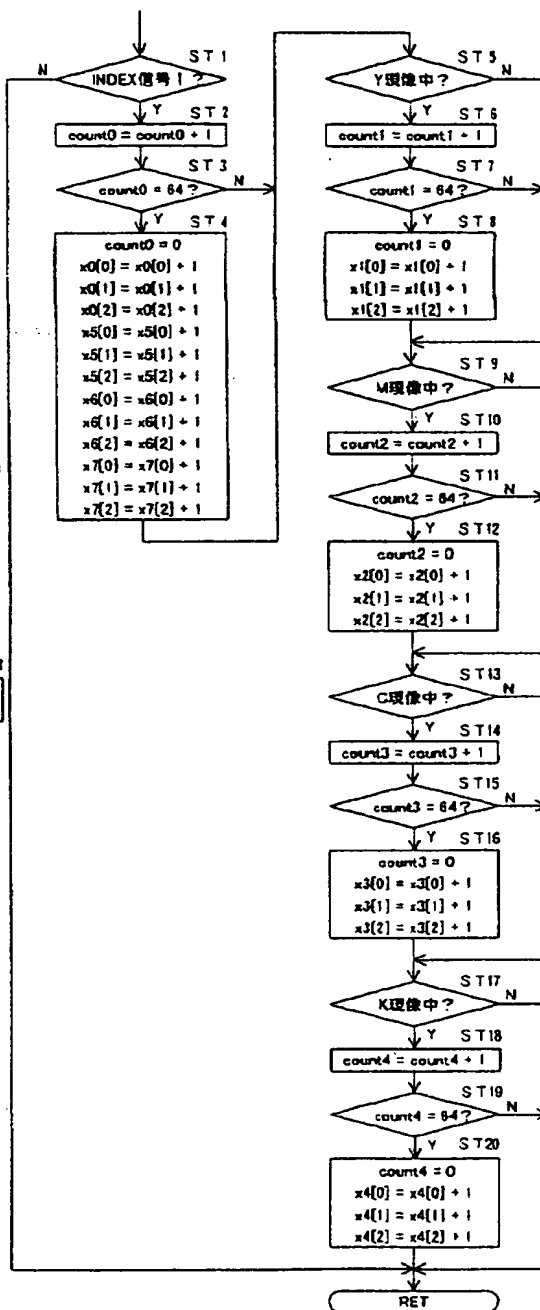 ST1
INDEX信号↑?
N
Y
ST2
count0 = count0 + 1
ST3
count0 = 64?
N
Y
ST4
count0 = 0
x0[0] = x0[0] + 1
x0[1] = x0[1] + 1
x0[2] = x0[2] + 1
x5[0] = x5[0] + 1
x5[1] = x5[1] + 1
x5[2] = x5[2] + 1
x6[0] = x6[0] + 1
x6[1] = x6[1] + 1
x6[2] = x6[2] + 1
x7[0] = x7[0] + 1
x7[1] = x7[1] + 1
x7[2] = x7[2] + 1
ST5
Y現像中?
N
Y
ST6
count1 = count1 + 1
ST7
count1 = 64?
N
Y
ST8
count1 = 0
x1[0] = x1[0] + 1
x1[1] = x1[1] + 1
x1[2] = x1[2] + 1
ST9
M現像中?
N
Y
ST10
count2 = count2 + 1
ST11
count2 = 64?
N
Y
ST12
count2 = 0
x2[0] = x2[0] + 1
x2[1] = x2[1] + 1
x2[2] = x2[2] + 1
ST13
C現像中?
N
Y
ST14
count3 = count3 + 1
ST15
count3 = 64?
N
Y
ST16
count3 = 0
x3[0] = x3[0] + 1
x3[1] = x3[1] + 1
x3[2] = x3[2] + 1
ST17
K現像中?
N
Y
ST18
count4 = count4 + 1
ST19
count4 = 64?
N
Y
ST20
count4 = 0
x4[0] = x4[0] + 1
x4[1] = x4[1] + 1
x4[2] = x4[2] + 1
RET